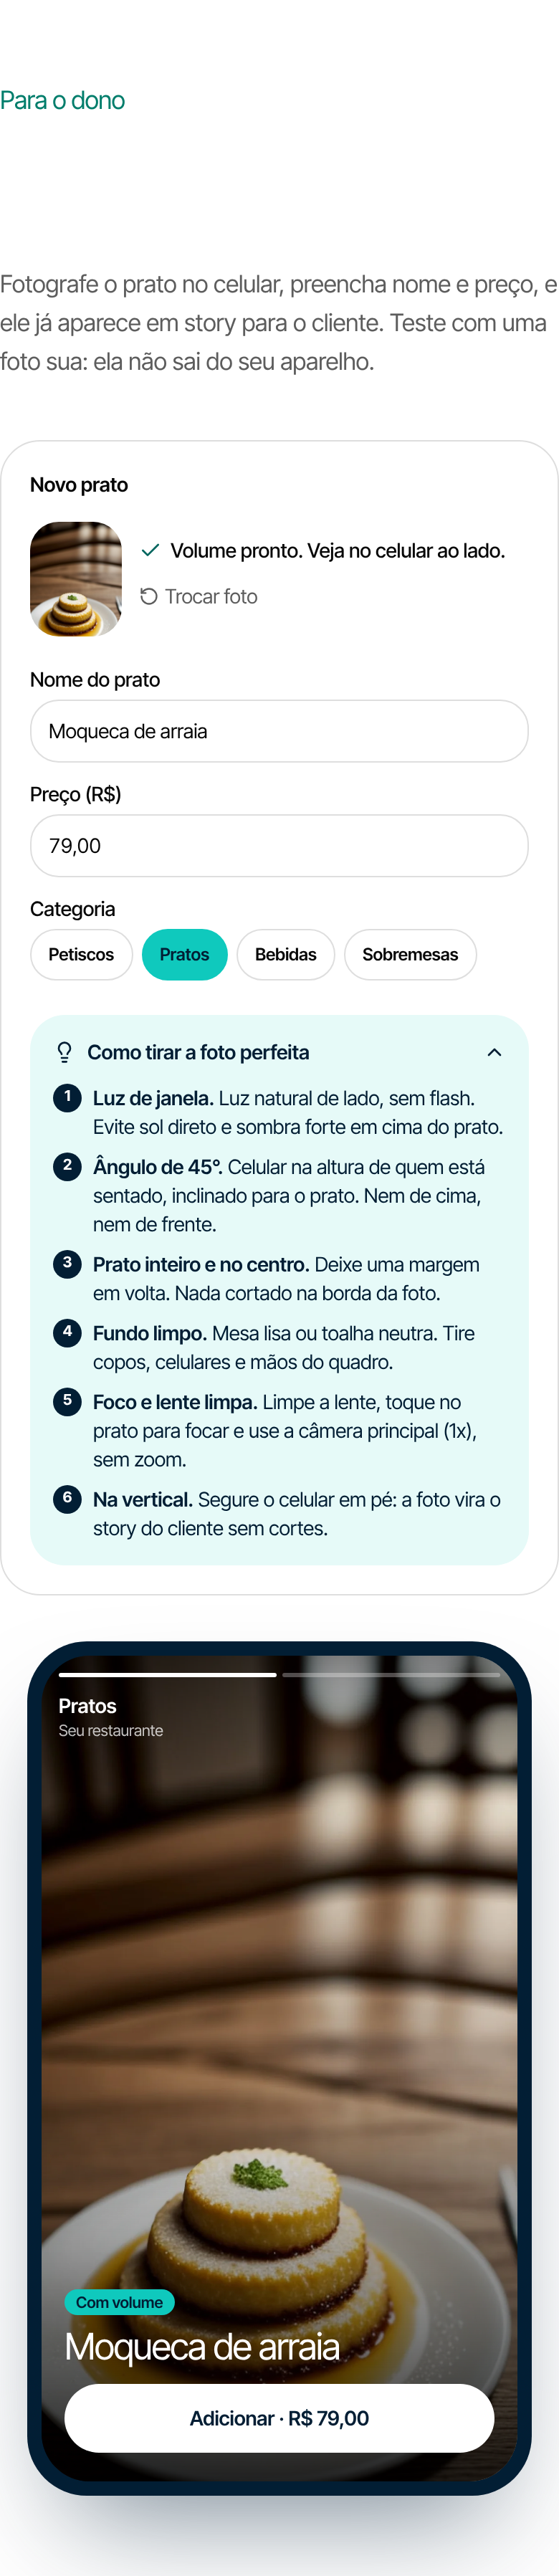 Para o dono
Fotografe o prato no celular, preencha nome e preço, e
ele já aparece em story para o cliente. Teste com uma
foto sua: ela não sai do seu aparelho.
Novo prato
Volume pronto. Veja no celular ao lado.
Trocar foto
Nome do prato
Moqueca de arraia
Preço (R$)
79,00
Categoria
Petiscos
Pratos
Bebidas
Sobremesas
Como tirar a foto perfeita
1 Luz de janela. Luz natural de lado, sem flash.
Evite sol direto e sombra forte em cima do prato.
2 Ângulo de 45°. Celular na altura de quem está
sentado, inclinado para o prato. Nem de cima,
nem de frente.
3 Prato inteiro e no centro. Deixe uma margem
em volta. Nada cortado na borda da foto.
4 Fundo limpo. Mesa lisa ou toalha neutra. Tire
copos, celulares e mãos do quadro.
5 Foco e lente limpa. Limpe a lente, toque no
prato para focar e use a câmera principal (1x),
sem zoom.
6 Na vertical. Segure o celular em pé: a foto vira o
story do cliente sem cortes.
Pratos
Seu restaurante
Com volume
Moqueca de arraia
Adicionar · R$ 79,00